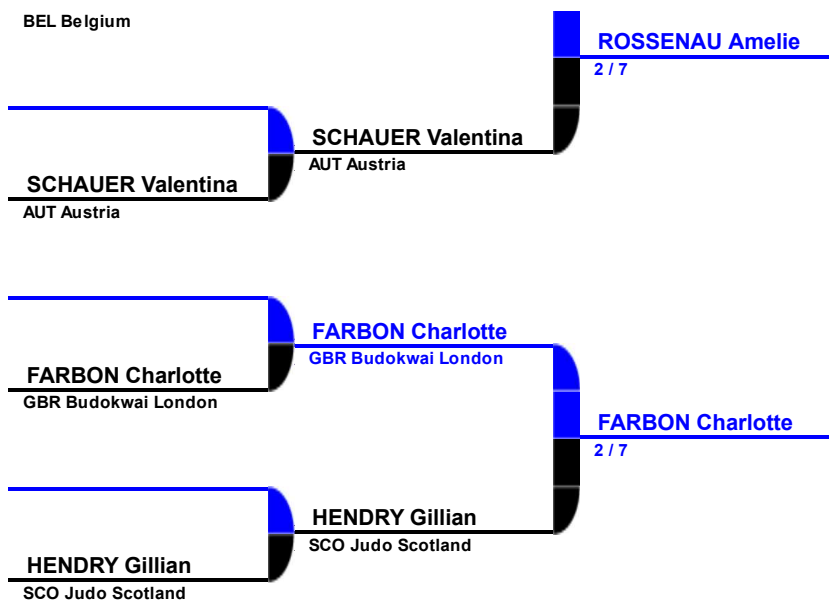 BEL Belgium
ROSSENAU Amelie
2 / 7
SCHAUER Valentina
AUT Austria
SCHAUER Valentina
AUT Austria
FARBON Charlotte
GBR Budokwai London
FARBON Charlotte
GBR Budokwai London
FARBON Charlotte
2 / 7
HENDRY Gillian
SCO Judo Scotland
HENDRY Gillian
SCO Judo Scotland